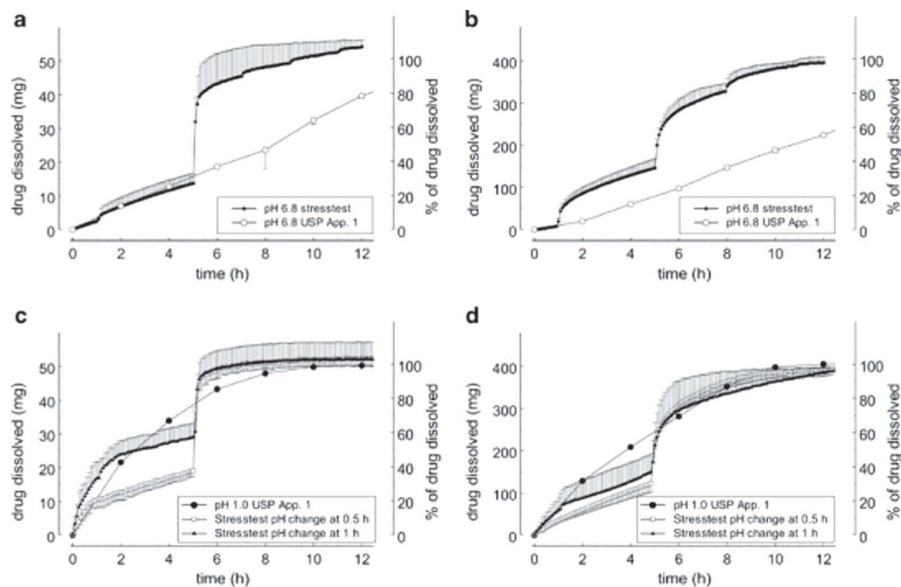 a
drug dissolved (mg)
50
40
30
20
10
0
100
80
60
40
20
0
% of drug dissolved
pH 6.8 stresstest
pH 6.8 USP App. 1
0 2 4 6 8 10 12
time (h)
b
drug dissolved (mg)
400
300
200
100
0
100
80
60
40
20
0
% of drug dissolved
pH 6.8 stresstest
pH 6.8 USP App. 1
0 2 4 6 8 10 12
time (h)
c
drug dissolved (mg)
50
40
30
20
10
0
100
80
60
40
20
0
% of drug dissolved
pH 1.0 USP App. 1
Stresstest pH change at 0.5 h
Stresstest pH change at 1 h
0 2 4 6 8 10 12
time (h)
d
drug dissolved (mg)
400
300
200
100
0
100
80
60
40
20
0
% of drug dissolved
pH 1.0 USP App. 1
Stresstest pH change at 0.5 h
Stresstest pH change at 1 h
0 2 4 6 8 10 12
time (h)